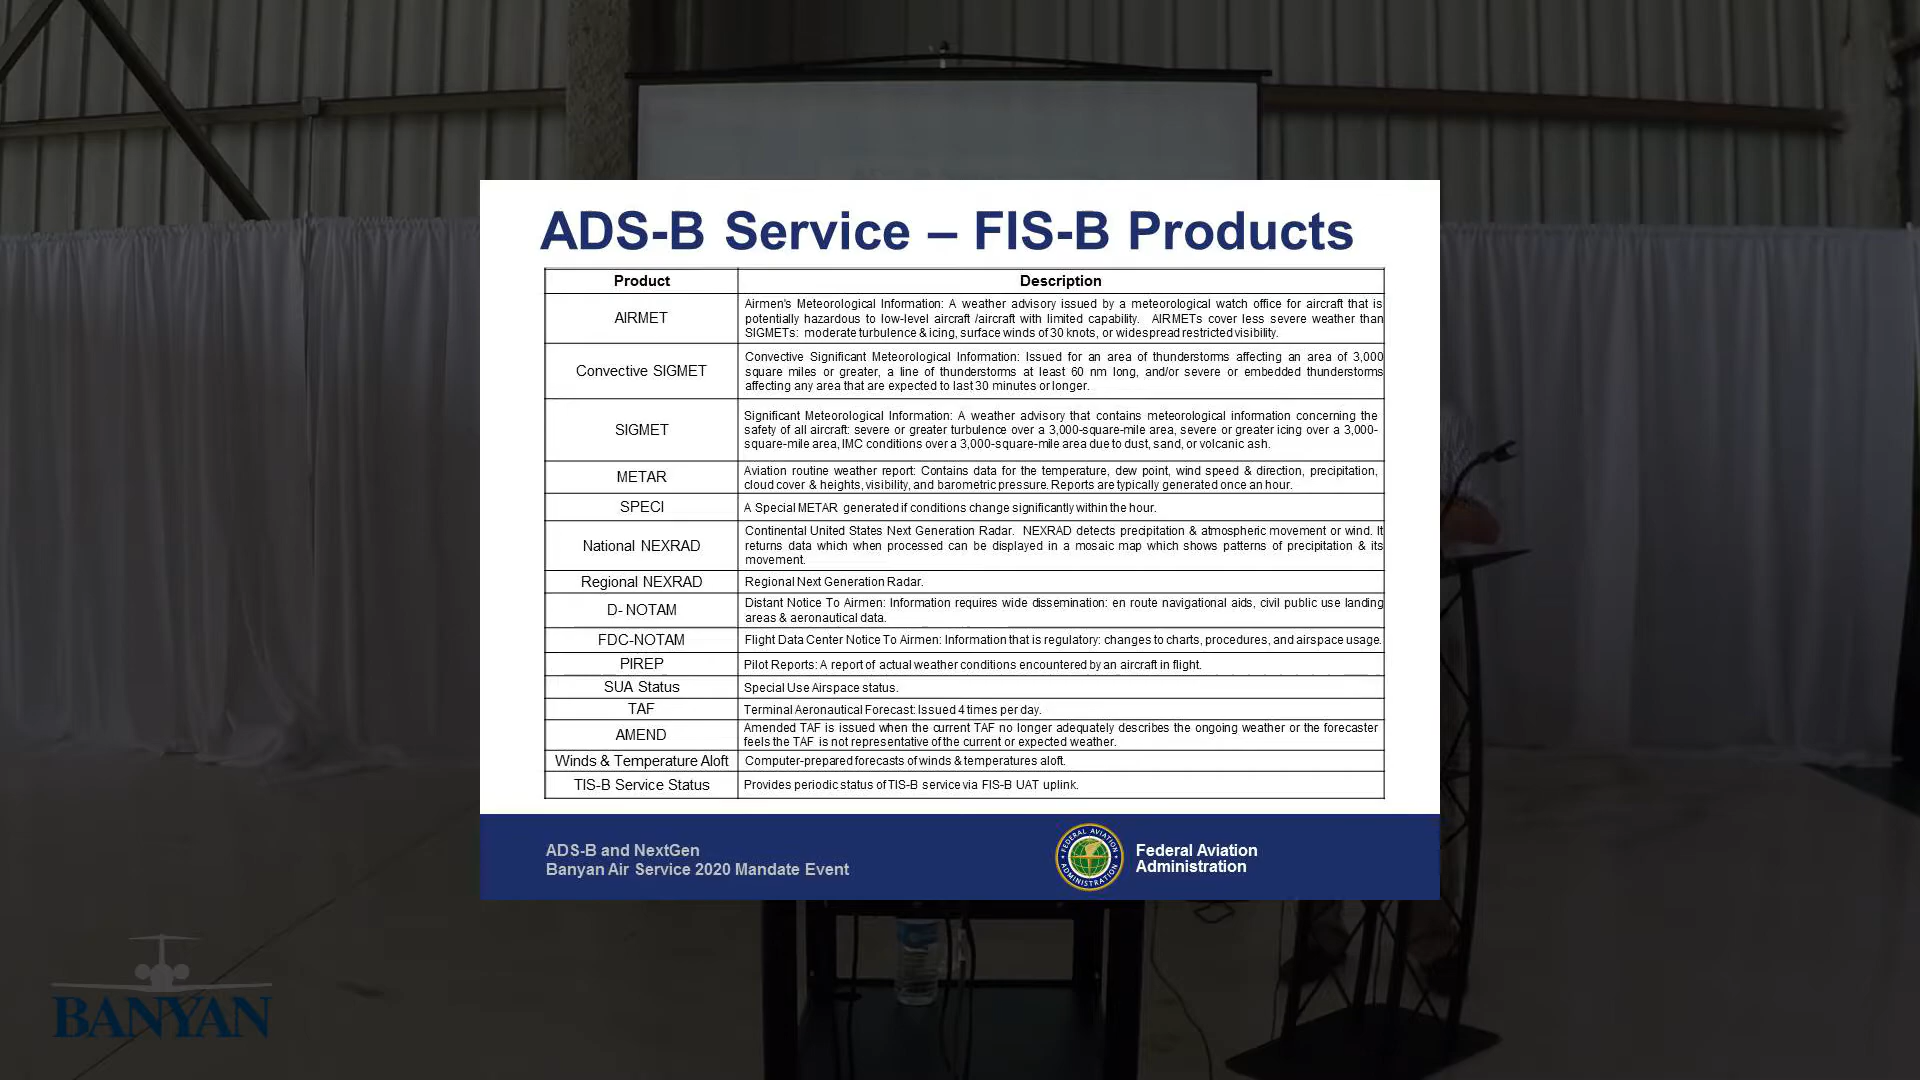 ADS-B Service – FIS-B Products
Product Description
AIRMET
Airmen's Meteorological Information: A weather advisory issued by a meteorological watch office for aircraft that is
potentially hazardous to low-level aircraft /aircraft with limited capability. AIRMETs cover less severe weather than
SIGMETs: moderate turbulence & icing, surface winds of 30 knots, or widespread restricted visibility.
Convective SIGMET
Convective Significant Meteorological Information: Issued for an area of thunderstorms affecting an area of 3,000
square miles or greater, a line of thunderstorms at least 60 nm long, and/or severe or embedded thunderstorms
affecting any area that are expected to last 30 minutes or longer.
SIGMET
Significant Meteorological Information: A weather advisory that contains meteorological information concerning the
safety of all aircraft: severe or greater turbulence over a 3,000-square-mile area, severe or greater icing over a 3,000-
square-mile area, IMC conditions over a 3,000-square-mile area due to dust, sand, or volcanic ash.
METAR
Aviation routine weather report: Contains data for the temperature, dew point, wind speed & direction, precipitation,
cloud cover & heights, visibility, and barometric pressure. Reports are typically generated once an hour.
SPECI
A Special METAR generated if conditions change significantly within the hour.
National NEXRAD
Continental United States Next Generation Radar. NEXRAD detects precipitation & atmospheric movement or wind. It
returns data which when processed can be displayed in a mosaic map which shows patterns of precipitation & its
movement.
Regional NEXRAD
Regional Next Generation Radar.
D- NOTAM
Distant Notice To Airmen: Information requires wide dissemination: en route navigational aids, civil public use landing
areas & aeronautical data.
FDC-NOTAM
Flight Data Center Notice To Airmen: Information that is regulatory: changes to charts, procedures, and airspace usage.
PIREP
Pilot Reports: A report of actual weather conditions encountered by an aircraft in flight.
SUA Status
Special Use Airspace status.
TAF
Terminal Aeronautical Forecast: Issued 4 times per day.
AMEND
Amended TAF is issued when the current TAF no longer adequately describes the ongoing weather or the forecaster
feels the TAF is not representative of the current or expected weather.
Winds & Temperature Aloft
Computer-prepared forecasts of winds & temperatures aloft.
TIS-B Service Status
Provides periodic status of TIS-B service via FIS-B UAT uplink.
ADS-B and NextGen
Banyan Air Service 2020 Mandate Event
FEDERAL AVIATION
ADMINISTRATION
Federal Aviation
Administration
BANYAN